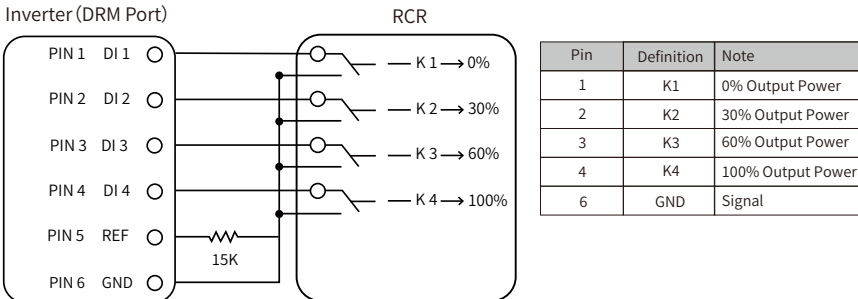 Inverter (DRM Port)
RCR
PIN 1 DI 1
K 1 → 0%
PIN 2 DI 2
K 2 → 30%
PIN 3 DI 3
K 3 → 60%
PIN 4 DI 4
K 4 → 100%
PIN 5 REF
15K
PIN 6 GND
Pin Definition Note
1 K1 0% Output Power
2 K2 30% Output Power
3 K3 60% Output Power
4 K4 100% Output Power
6 GND Signal